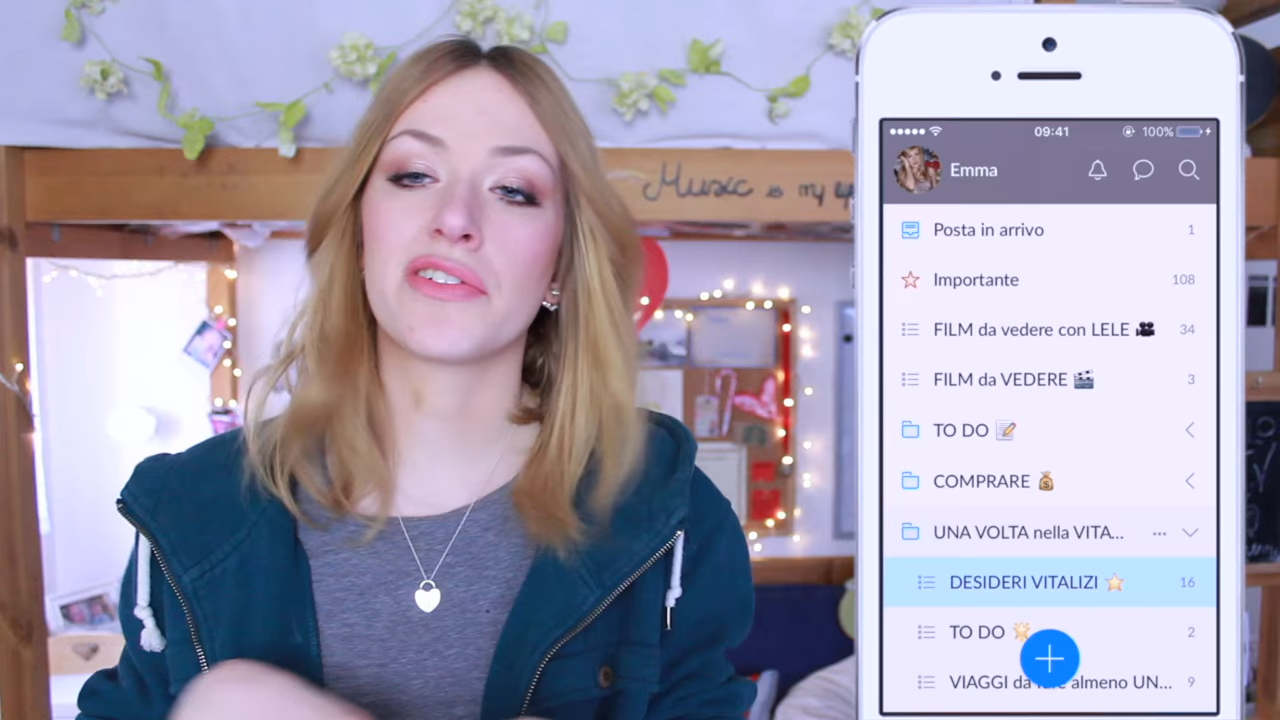 Music is my
09:41
100%
Emma
Posta in arrivo 1
Importante 108
FILM da vedere con LELE 🎥 34
FILM da VEDERE 🎬 3
TO DO 📝
COMPRARE 💰
UNA VOLTA nella VITA...
DESIDERI VITALIZI ⭐ 16
TO DO 🌟 2
VIAGGI da fare almeno UN... 9